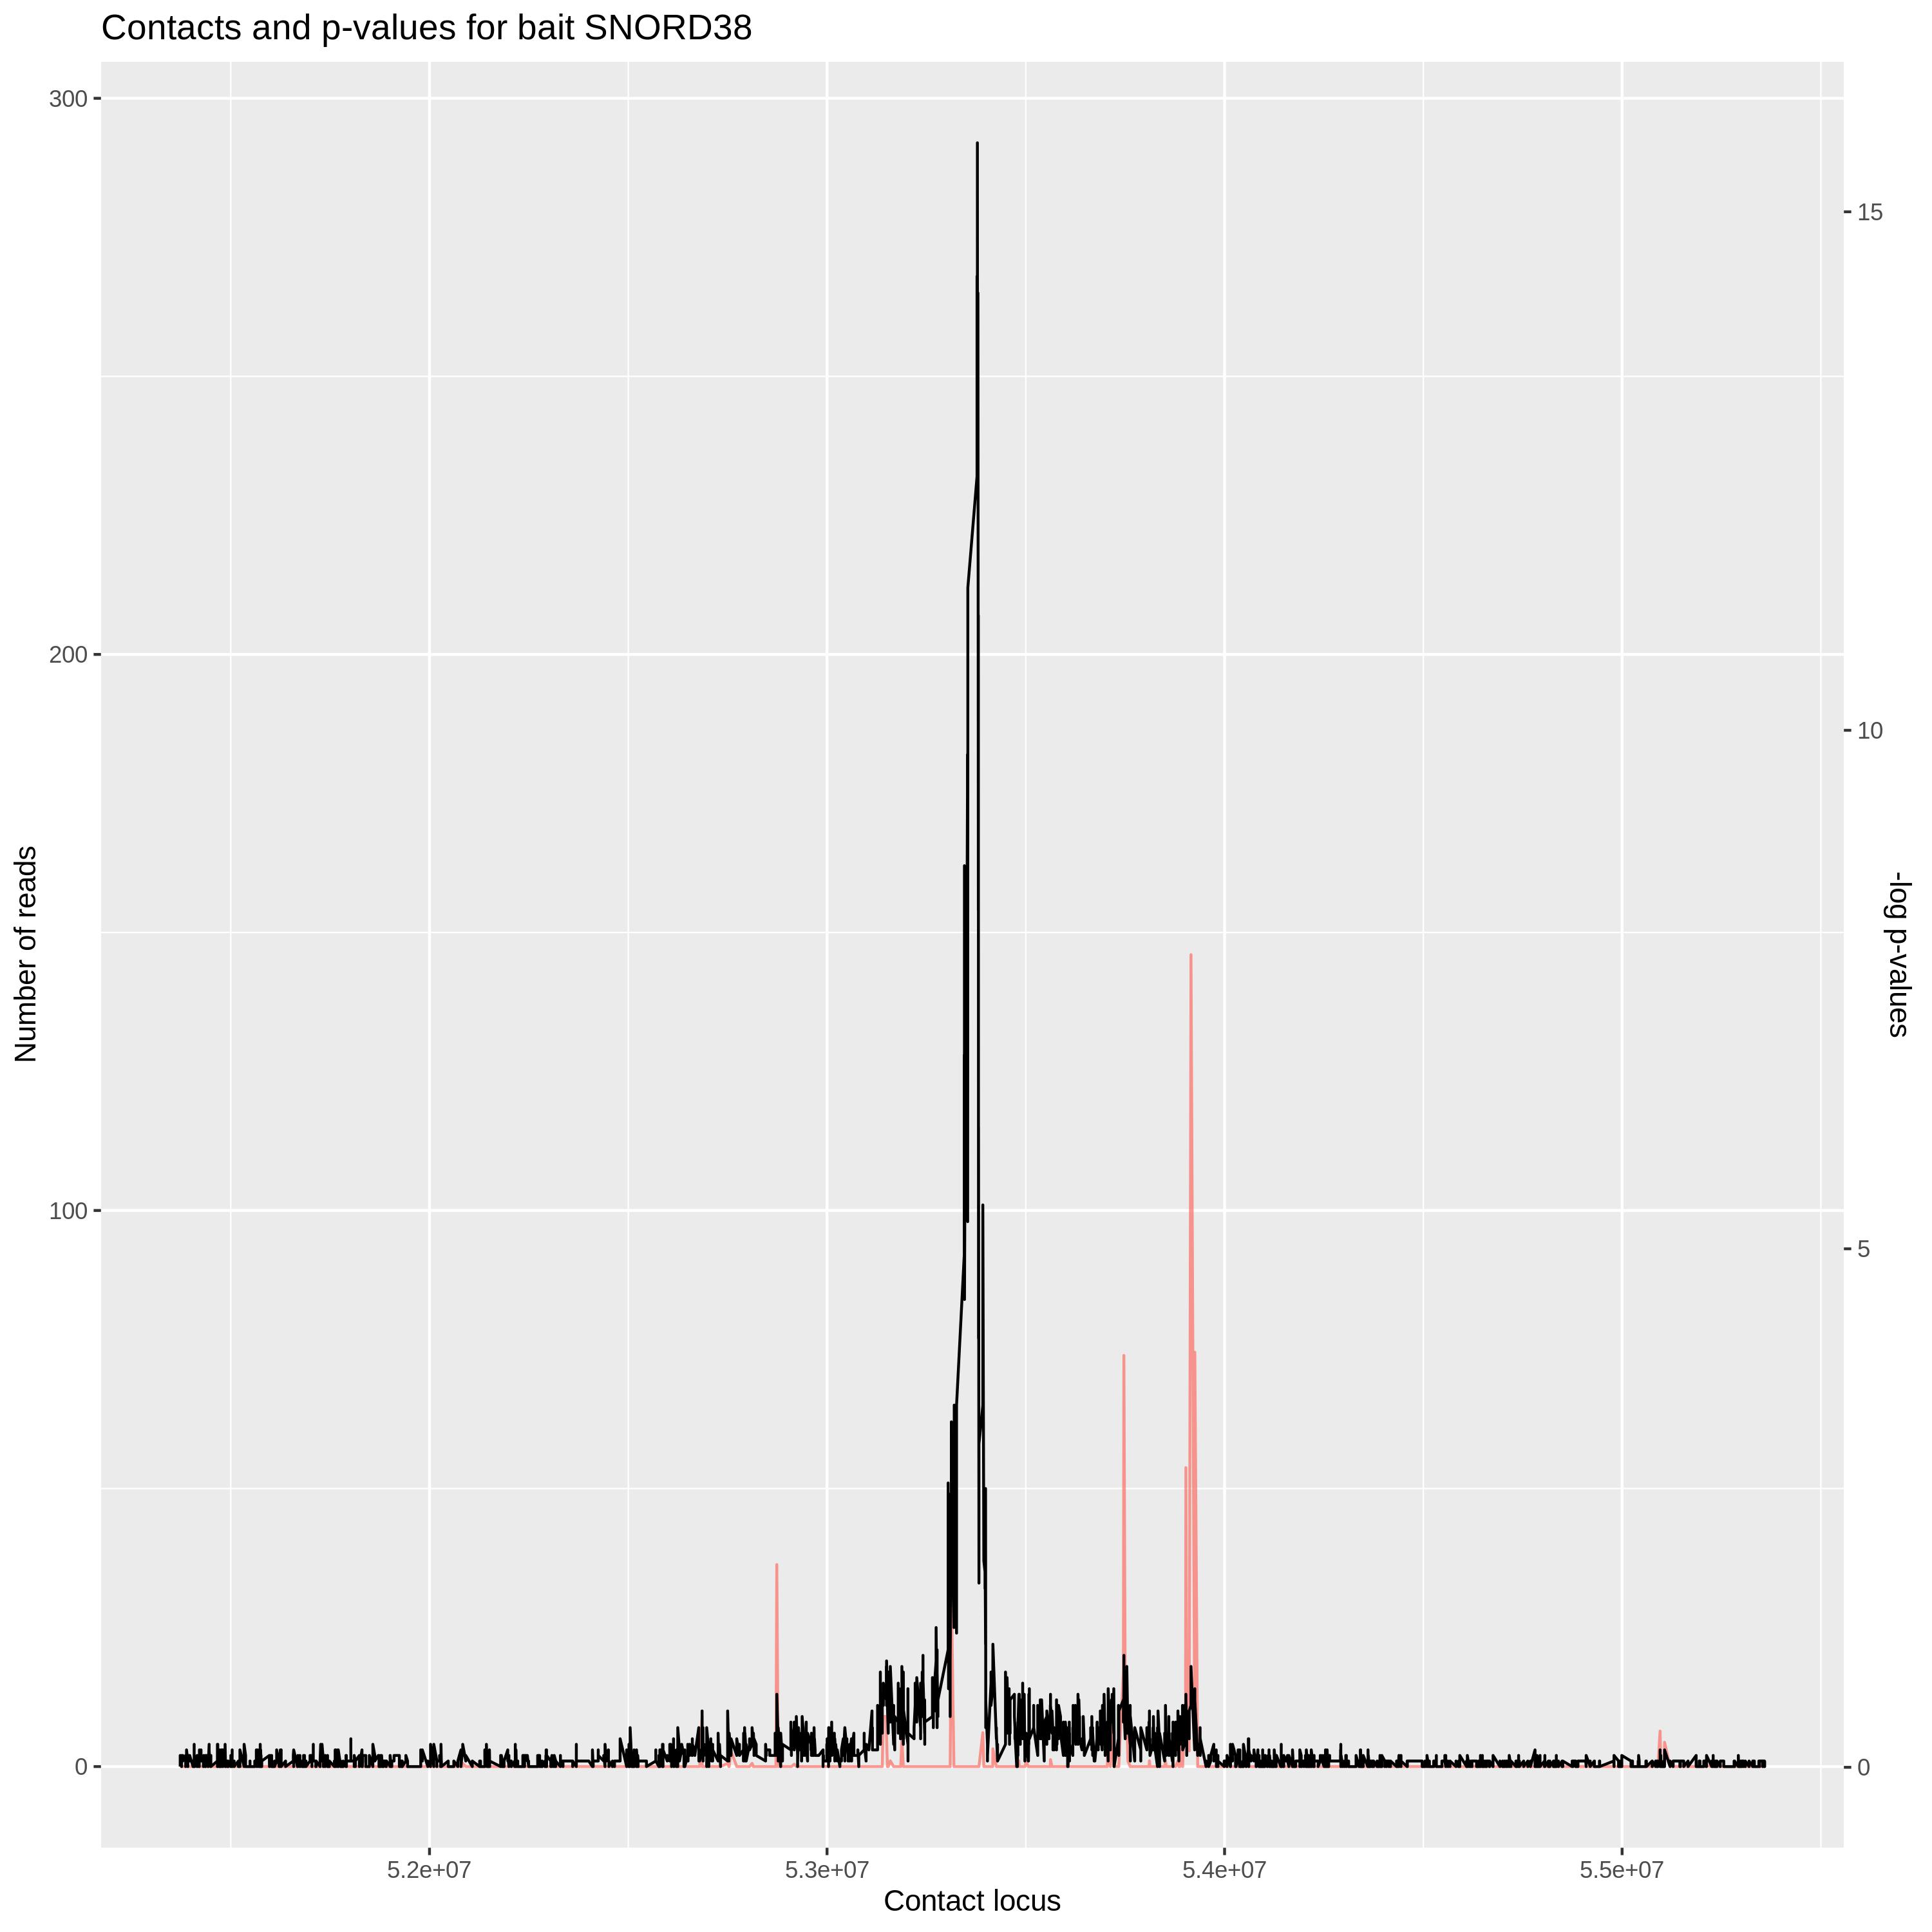 Contacts and p-values for bait SNORD38
300
200
100
0
15
10
5
0
Number of reads
-log p-values
5.2e+07 5.3e+07 5.4e+07 5.5e+07
Contact locus